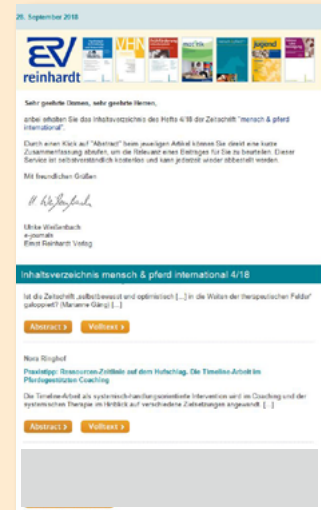 26. September 2018
ERV
reinhardt
VHN
mensch
jugend
Sehr geehrte Damen, sehr geehrte Herren,
anbei erhalten Sie das Inhaltsverzeichnis des Hefts 4/18 der Zeitschrift "mensch & pferd
international".
Durch einen Klick auf "Abstract" beim jeweiligen Artikel können Sie direkt eine kurze
Zusammenfassung abrufen, um die Relevanz eines Beitrages für Sie zu beurteilen. Dieser
Service ist selbstverständlich kostenlos und kann jederzeit wieder abbestellt werden.
Mit freundlichen Grüßen
U. Weißenbach
Ulrike Weißenbach
e-journals
Ernst Reinhardt Verlag
Inhaltsverzeichnis mensch & pferd international 4/18
Ist die Zeitschrift „selbstbewusst und optimistisch [...] in die Weiten der therapeutischen Felder"
galoppiert? (Marianne Gäng) [...]
Abstract > Volltext >
Nora Ringhof
Praxistipp: Ressourcen-Zeitlinie auf dem Hufschlag. Die Timeline-Arbeit im
Pferdegestützten Coaching
Die Timeline-Arbeit als systemisch-handlungsorientierte Intervention wird im Coaching und der
systemischen Therapie im Hinblick auf verschiedene Zielsetzungen angewandt. [...]
Abstract > Volltext >